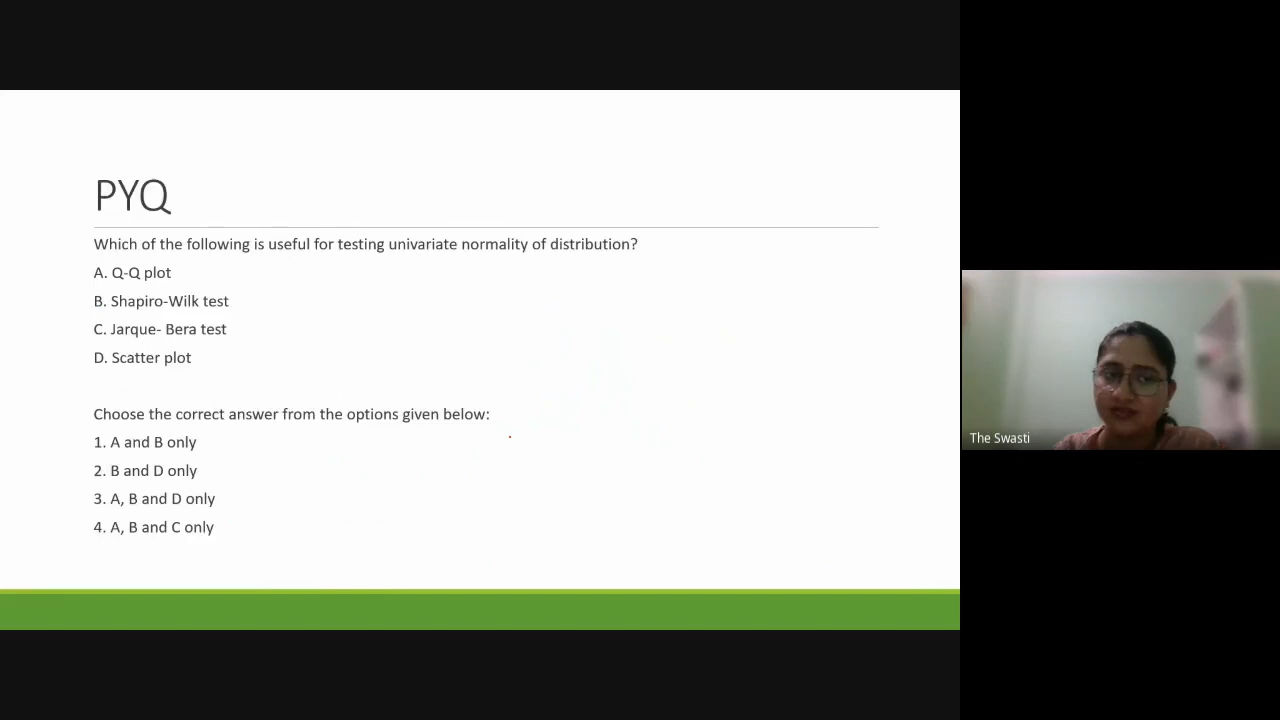 PYQ
Which of the following is useful for testing univariate normality of distribution?
A. Q-Q plot
B. Shapiro-Wilk test
C. Jarque- Bera test
D. Scatter plot
Choose the correct answer from the options given below:
1. A and B only
2. B and D only
3. A, B and D only
4. A, B and C only
The Swasti